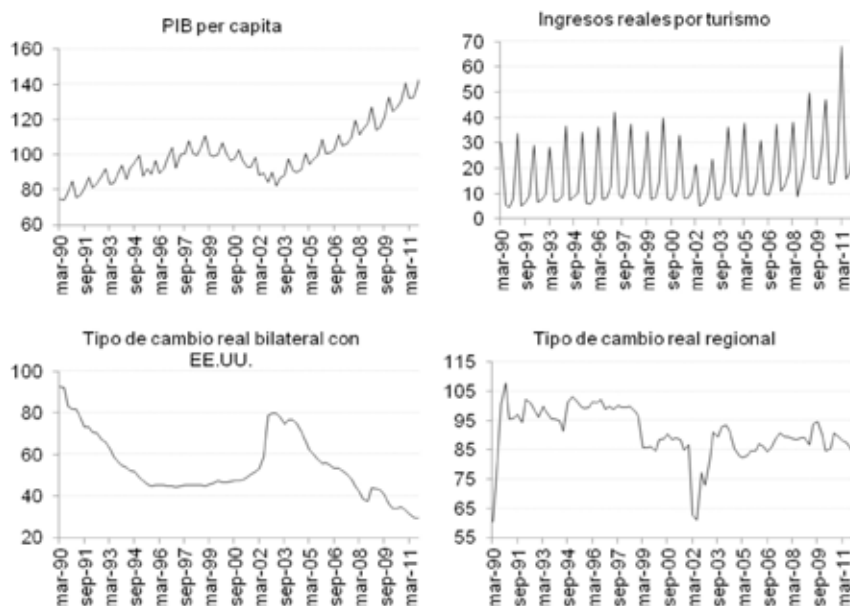 PIB per capita
160
140
120
100
80
60
mar-90
sep-91
mar-93
sep-94
mar-96
sep-97
mar-99
sep-00
mar-02
sep-03
mar-05
sep-06
mar-08
sep-09
mar-11
Ingresos reales por turismo
70
60
50
40
30
20
10
0
mar-90
sep-91
mar-93
sep-94
mar-96
sep-97
mar-99
sep-00
mar-02
sep-03
mar-05
sep-06
mar-08
sep-09
mar-11
Tipo de cambio real bilateral con
EE.UU.
100
80
60
40
20
mar-90
sep-91
mar-93
sep-94
mar-96
sep-97
mar-99
sep-00
mar-02
sep-03
mar-05
sep-06
mar-08
sep-09
mar-11
Tipo de cambio real regional
115
105
95
85
75
65
55
mar-90
sep-91
mar-93
sep-94
mar-96
sep-97
mar-99
sep-00
mar-02
sep-03
mar-05
sep-06
mar-08
sep-09
mar-11